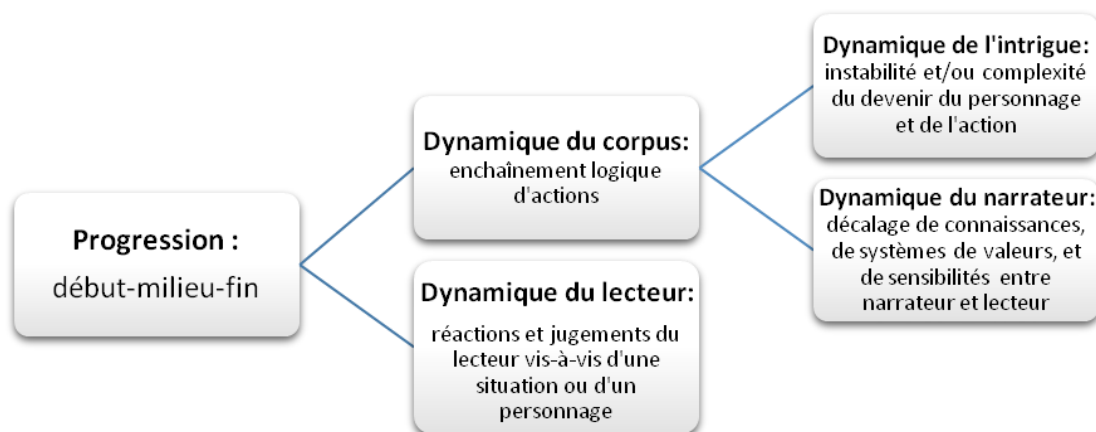 Progression :
début-milieu-fin
Dynamique du corpus:
enchaînement logique
d'actions
Dynamique du lecteur:
réactions et jugements du
lecteur vis-à-vis d'une
situation ou d'un
personnage
Dynamique de l'intrigue:
instabilité et/ou complexité
du devenir du personnage
et de l'action
Dynamique du narrateur:
décalage de connaissances,
de systèmes de valeurs, et
de sensibilités entre
narrateur et lecteur